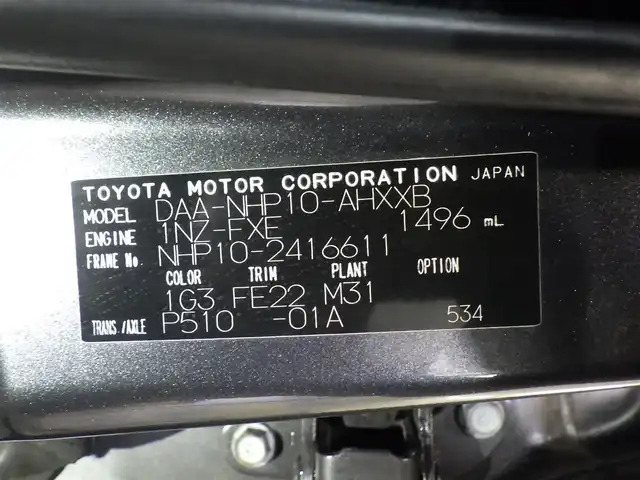 TOYOTA MOTOR CORPORATION JAPAN
MODEL DAA-NHP10-AHXXB
ENGINE 1NZ-FXE 1496 mL
FRAME No. NHP10-2416611
COLOR TRIM PLANT OPTION
1G3 FE22 M31
TRANS./AXLE P510 -01A 534